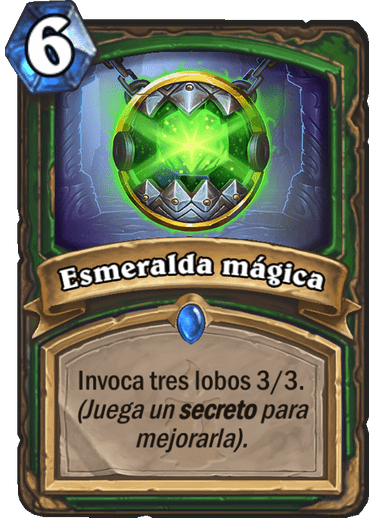 6
Esmeralda mágica
Invoca tres lobos 3/3.
(Juega un secreto para
mejorarla).